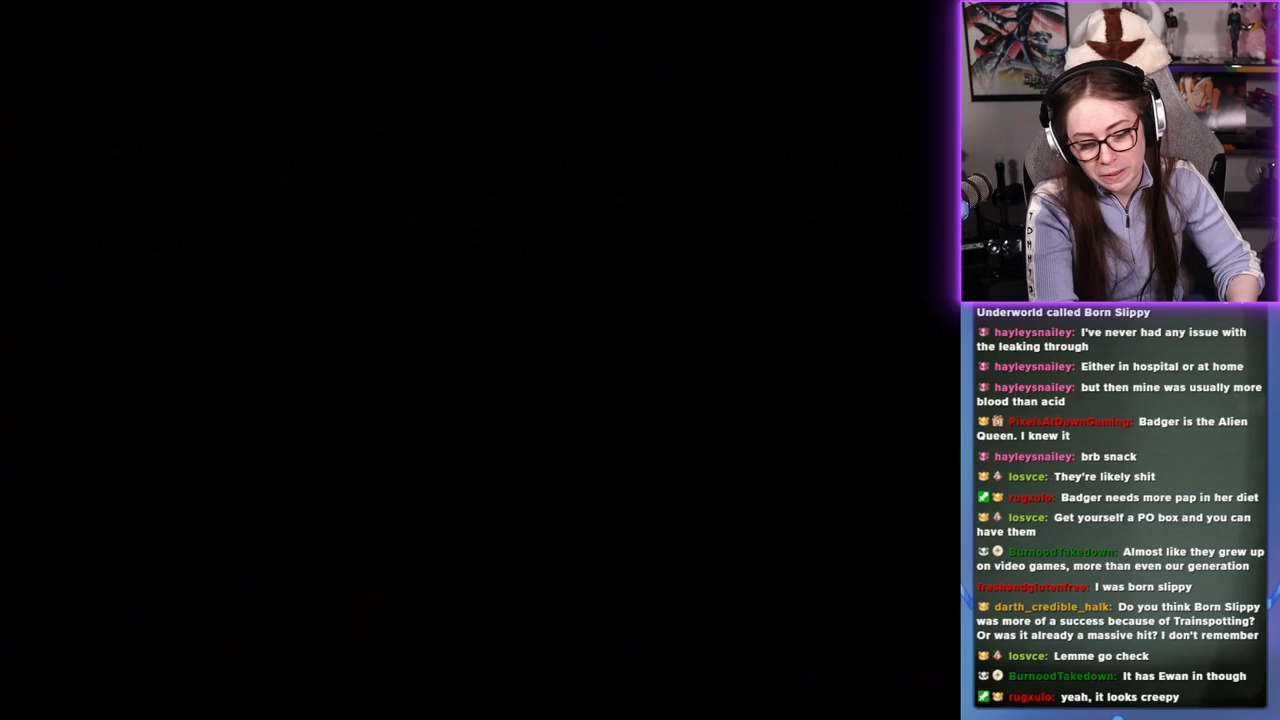 Underworld called Born Slippy
hayleysnailey: I've never had any issue with
the leaking through
hayleysnailey: Either in hospital or at home
hayleysnailey: but then mine was usually more
blood than acid
PixelsAtDawnGaming: Badger is the Alien
Queen. I knew it
hayleysnailey: brb snack
losvce: They're likely shit
rugxulo: Badger needs more pap in her diet
losvce: Get yourself a PO box and you can
have them
BurnoodTakedown: Almost like they grew up
on video games, more than even our generation
freshandglutenfree: I was born slippy
darth_credible_halk: Do you think Born Slippy
was more of a success because of Trainspotting?
Or was it already a massive hit? I don't remember
losvce: Lemme go check
BurnoodTakedown: It has Ewan in though
rugxulo: yeah, it looks creepy